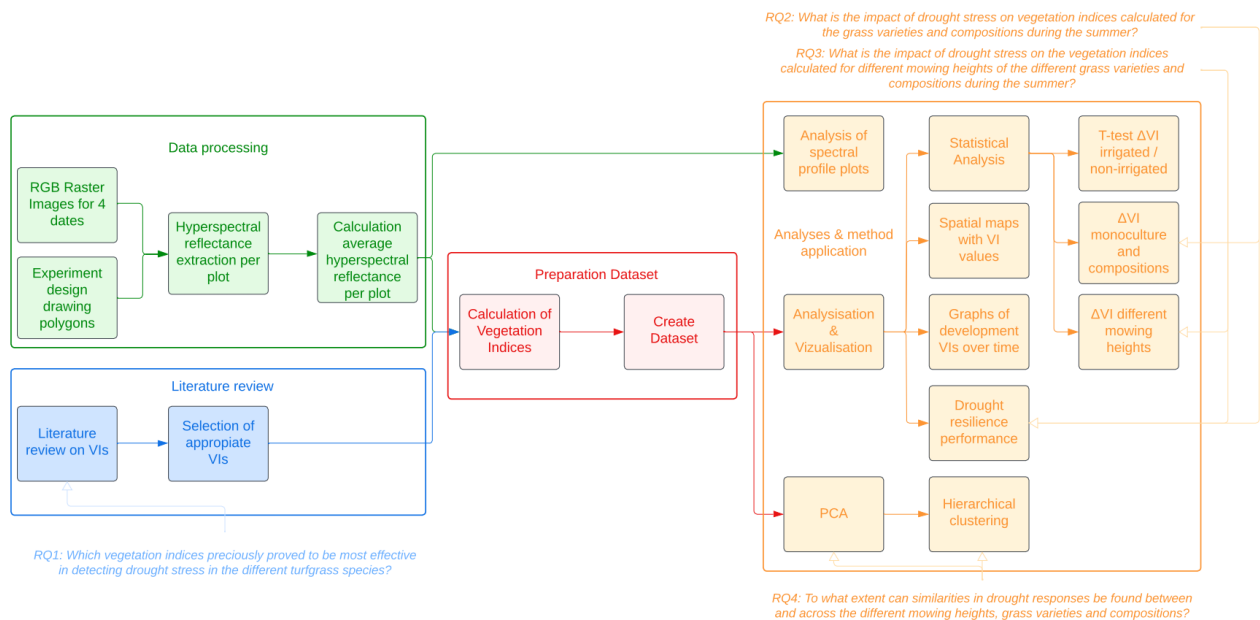 RQ2: What is the impact of drought stress on vegetation indices calculated for
the grass varieties and compositions during the summer?
RQ3: What is the impact of drought stress on the vegetation indices
calculated for different mowing heights of the different grass varieties and
compositions during the summer?
Data processing
RGB Raster
Images for 4
dates
Experiment
design
drawing
polygons
Hyperspectral
reflectance
extraction per
plot
Calculation
average
hyperspectral
reflectance
per plot
Literature review
Literature
review on VIs
Selection of
appropiate
VIs
RQ1: Which vegetation indices preciously proved to be most effective
in detecting drought stress in the different turfgrass species?
Preparation Dataset
Calculation of
Vegetation
Indices
Create
Dataset
Analysis of
spectral
profile plots
Analyses & method
application
Analysisation
&
Vizualisation
PCA
Statistical
Analysis
Spatial maps
with VI
values
Graphs of
development
VIs over time
Drought
resilience
performance
Hierarchical
clustering
T-test ΔVI
irrigated /
non-irrigated
ΔVI
monoculture
and
compositions
ΔVI different
mowing
heights
RQ4: To what extent can similarities in drought responses be found between
and across the different mowing heights, grass varieties and compositions?